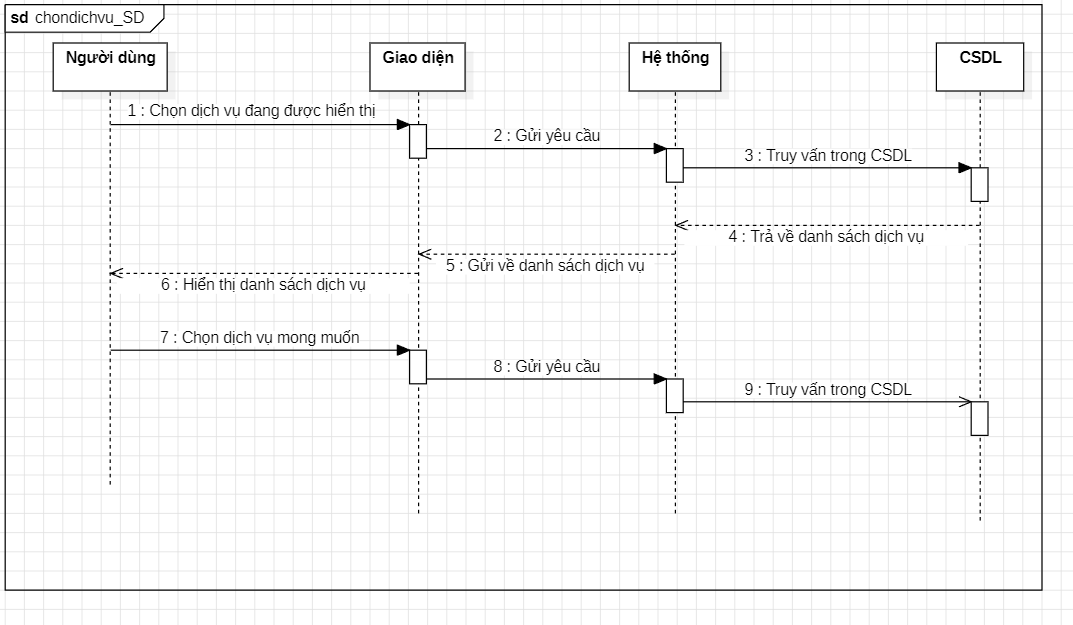 sd chondichvu_SD
Người dùng
Giao diện
Hệ thống
CSDL
1 : Chọn dịch vụ đang được hiển thị
2 : Gửi yêu cầu
3 : Truy vấn trong CSDL
4 : Trả về danh sách dịch vụ
5 : Gửi về danh sách dịch vụ
6 : Hiển thị danh sách dịch vụ
7 : Chọn dịch vụ mong muốn
8 : Gửi yêu cầu
9 : Truy vấn trong CSDL